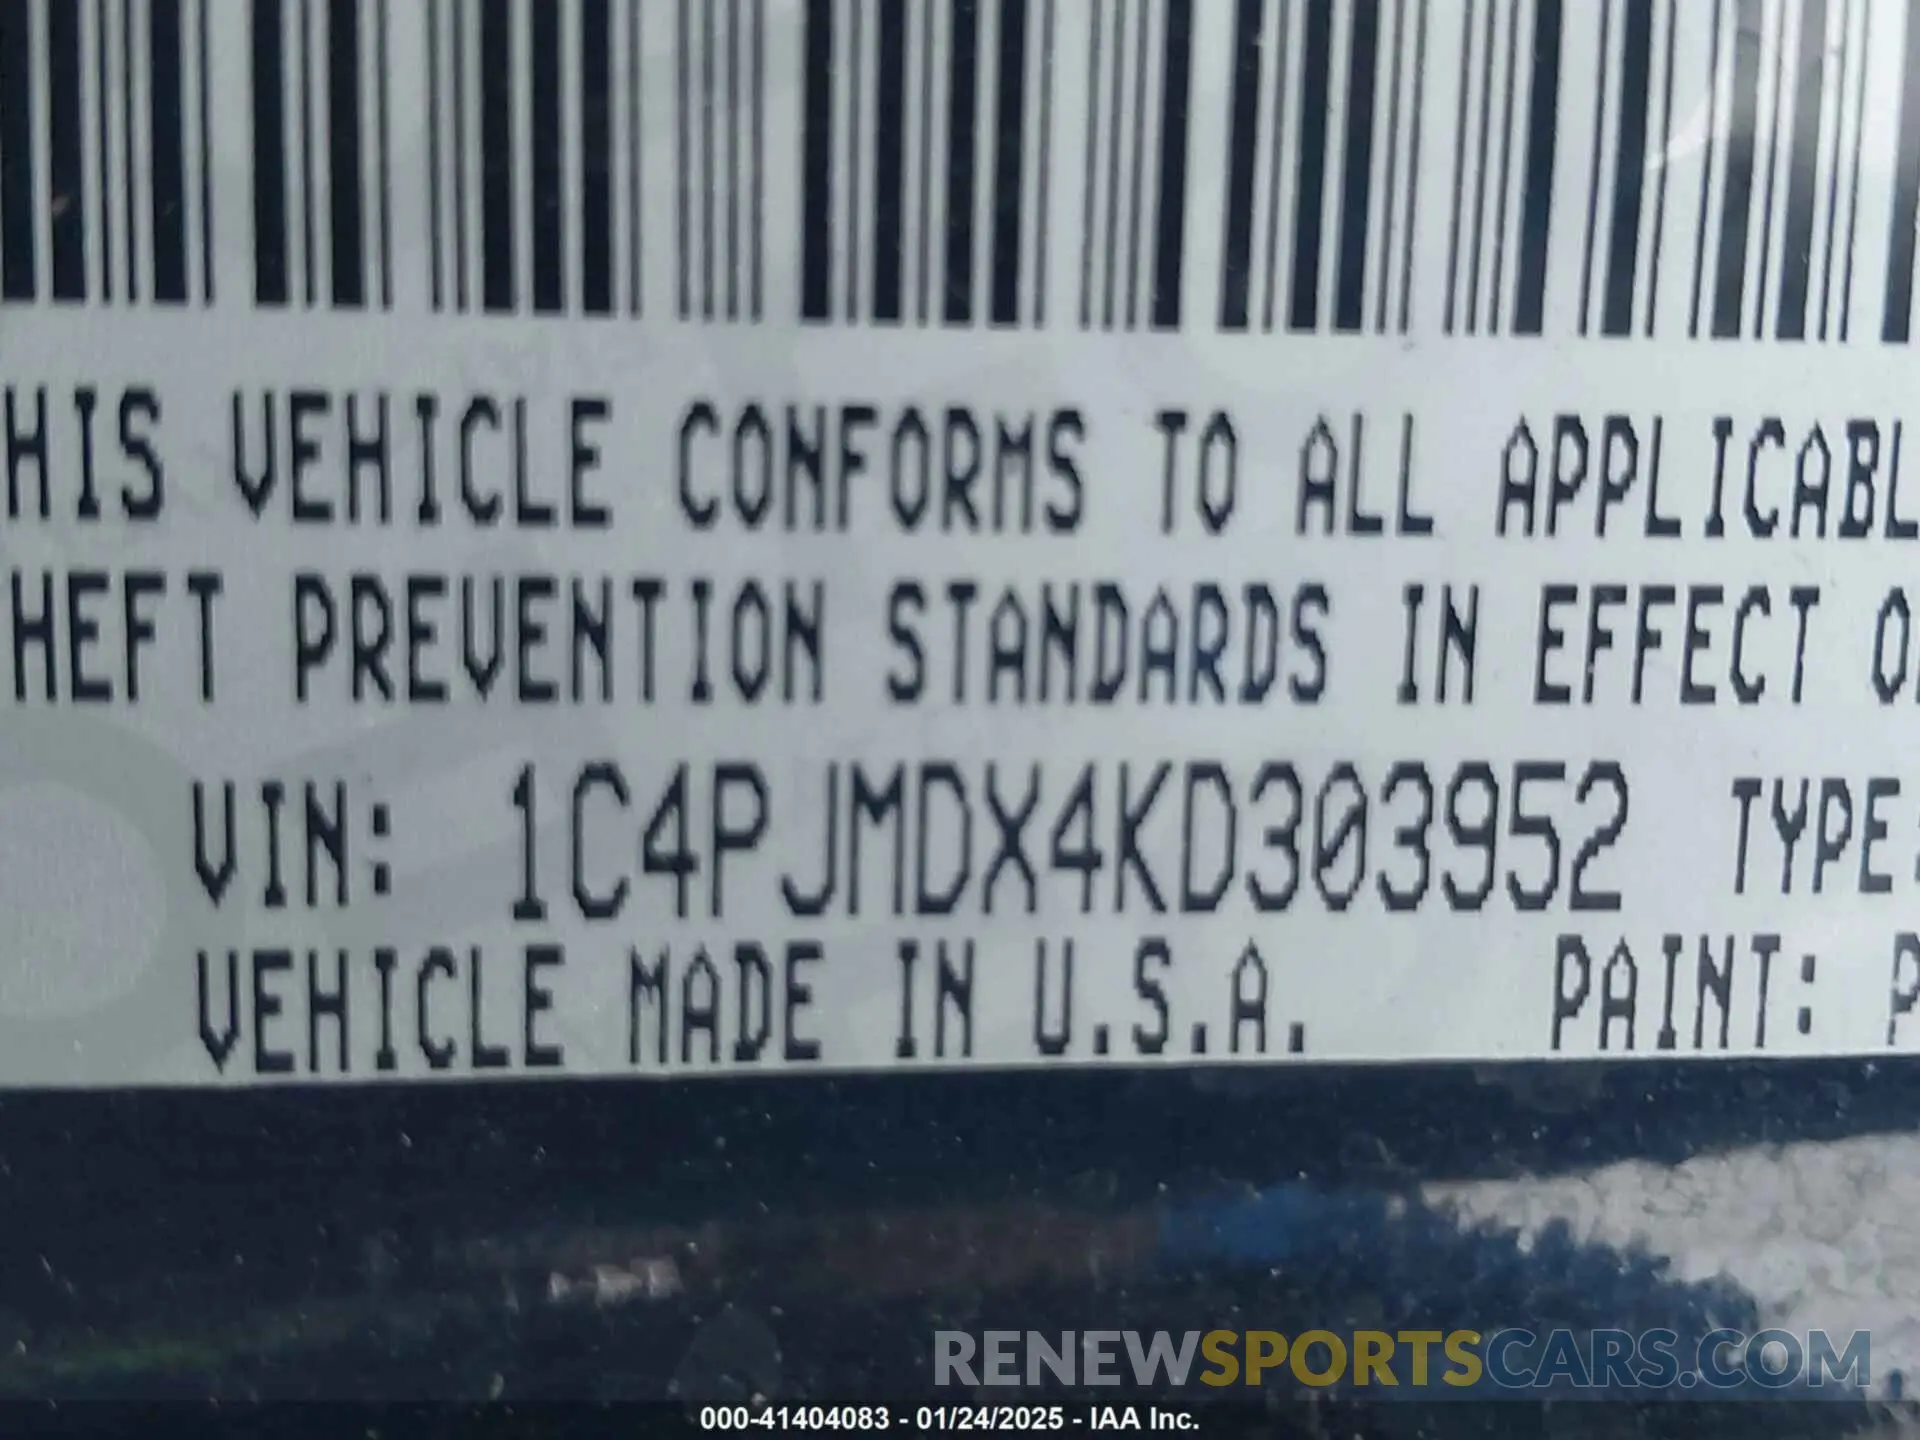 HIS VEHICLE CONFORMS TO ALL APPLICABL
HEFT PREVENTION STANDARDS IN EFFECT O
VIN: 1C4PJMDX4KD303952 TYPE:
VEHICLE MADE IN U.S.A. PAINT: P
RENEWSPORTSCARS.COM
000-41404083 - 01/24/2025 - IAA Inc.